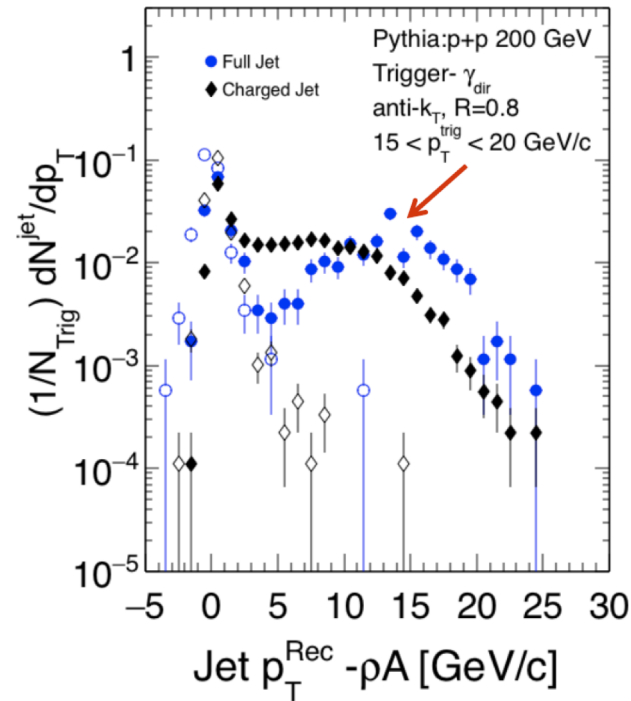 Pythia:p+p 200 GeV
Trigger- γdir
anti-kT, R=0.8
15 < pTtrig < 20 GeV/c
Full Jet
Charged Jet
(1/NTrig) dNjet/dpT
1
10−1
10−2
10−3
10−4
10−5
−5 0 5 10 15 20 25 30
Jet pTRec -ρA [GeV/c]